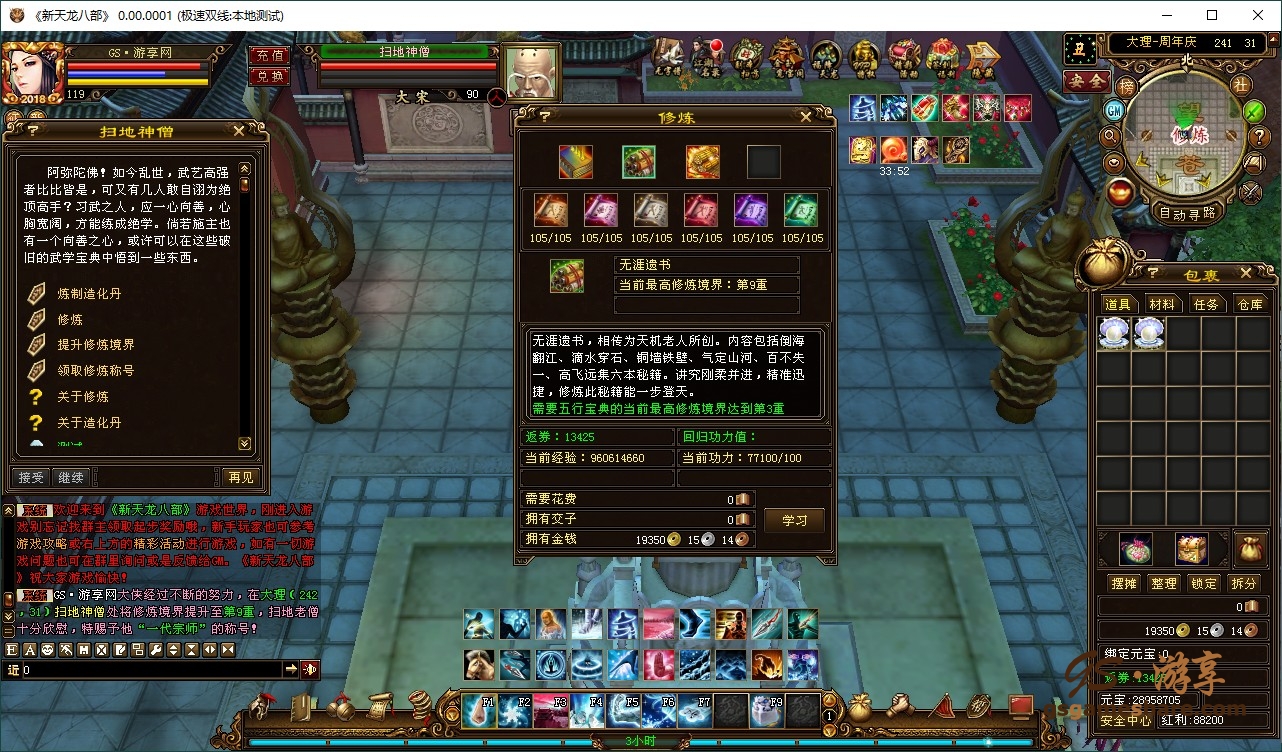 《新天龙八部》 0.00.0001 (极速双线:本地测试)
GS·游享网
2018
119
充值
兑换
扫地神僧
大宋
90
大理-周年庆 241 31
安全
榜
北
社
GM
修炼
自动寻路
33:52
扫地神僧
阿弥陀佛！如今乱世，武艺高强
者比比皆是，可又有几人敢自诩为绝
顶高手？习武之人，应一心向善，心
胸宽阔，方能练成绝学。倘若施主也
有一个向善之心，或许可以在这些破
旧的武学宝典中悟到一些东西。
炼制造化丹
修炼
提升修炼境界
领取修炼称号
关于修炼
关于造化丹
测试
接受 继续 再见
修炼
105/105 105/105 105/105 105/105 105/105 105/105
无涯遗书
当前最高修炼境界：第9重
无涯遗书，相传为天机老人所创。内容包括倒海
翻江、滴水穿石、铜墙铁壁、气定山河、百不失
一、高飞远集六本秘籍。讲究刚柔并进，精准迅
捷，修炼此秘籍能一步登天。
需要五行宝典的当前最高修炼境界达到第3重
返券：13425 回归功力值：
当前经验：960614660 当前功力：77100/100
需要花费 0
拥有交子 0
拥有金钱 19350 15 14
学习
包裹
道具 材料 任务 仓库
摆摊 整理 锁定 拆分
0
19350 15 14
绑定元宝:0
返券:13425
元宝:28958705
安全中心 红利:88200
游享
系统 欢迎来到《新天龙八部》游戏世界，刚进入游
戏别忘记找群主领取起步奖励哦，新手玩家也可参考
游戏攻略或右上方的精彩活动进行游戏，如有一切游
戏问题也可在群里询问或是反馈给GM。《新天龙八部
》祝大家游戏愉快！
系统 GS·游享网大侠经过不断的努力，在大理（242
，31）扫地神僧处将修炼境界提升至第9重，扫地老僧
十分欣慰，特赐予他“一代宗师”的称号！
近 0
F1 F2 F3 F4 F5 F6 F7 F9
1
3小时